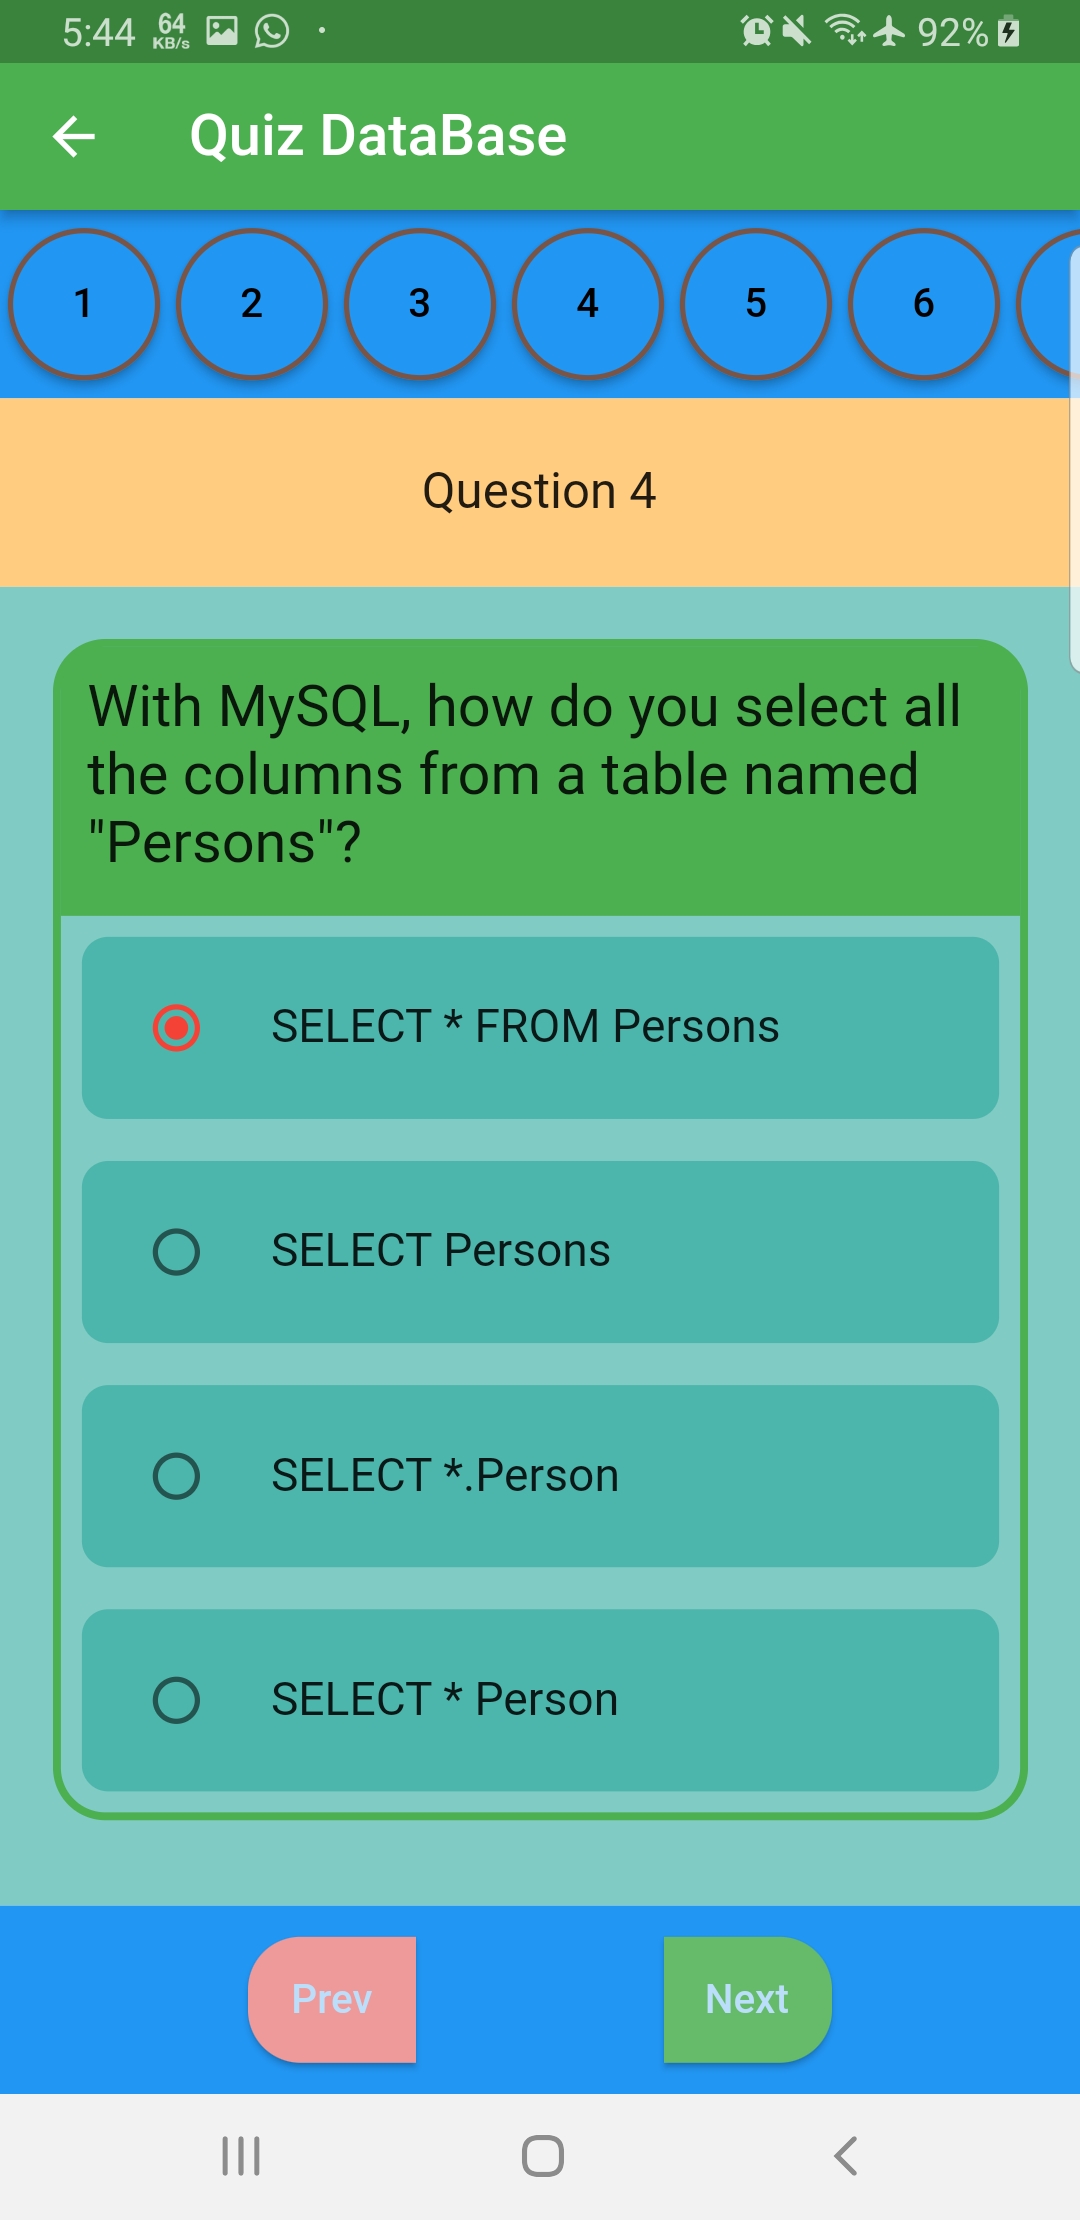 5:44 64 KB/s 92%
Quiz DataBase
1 2 3 4 5 6
Question 4
With MySQL, how do you select all
the columns from a table named
"Persons"?
SELECT * FROM Persons
SELECT Persons
SELECT *.Person
SELECT * Person
Prev Next